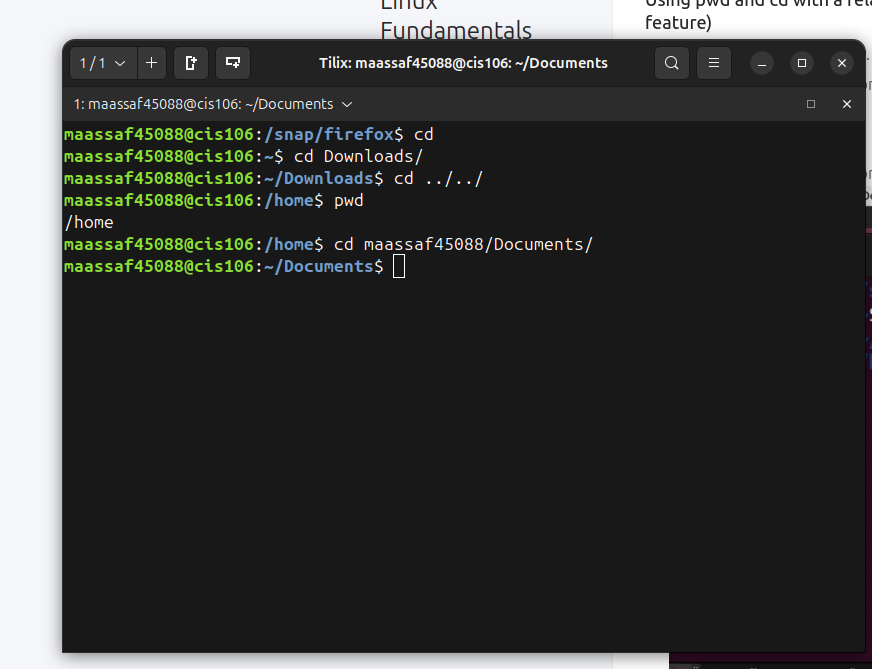 Linux
Fundamentals
Using pwd and cd with a rela
feature)
1 / 1
Tilix: maassaf45088@cis106: ~/Documents
1: maassaf45088@cis106: ~/Documents
maassaf45088@cis106:/snap/firefox$ cd
maassaf45088@cis106:~$ cd Downloads/
maassaf45088@cis106:~/Downloads$ cd ../../
maassaf45088@cis106:/home$ pwd
/home
maassaf45088@cis106:/home$ cd maassaf45088/Documents/
maassaf45088@cis106:~/Documents$